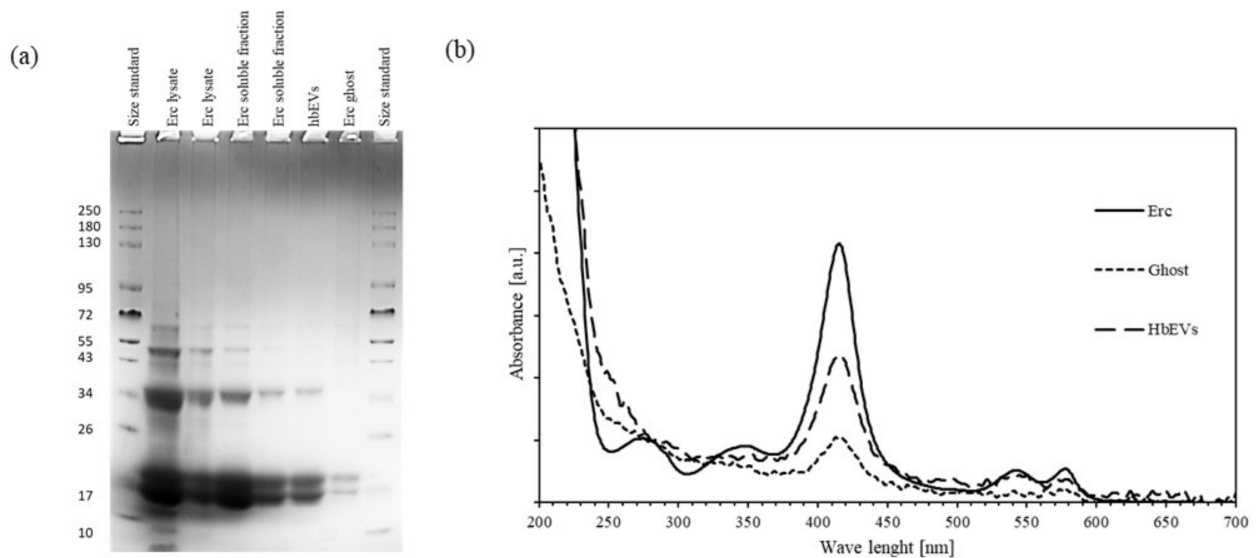 (a)
Size standard
Erc lysate
Erc lysate
Erc soluble fraction
Erc soluble fraction
hbEVs
Erc ghost
Size standard
250
180
130
95
72
55
43
34
26
17
10
(b)
Absorbance [a.u.]
Erc
Ghost
HbEVs
200 250 300 350 400 450 500 550 600 650 700
Wave lenght [nm]